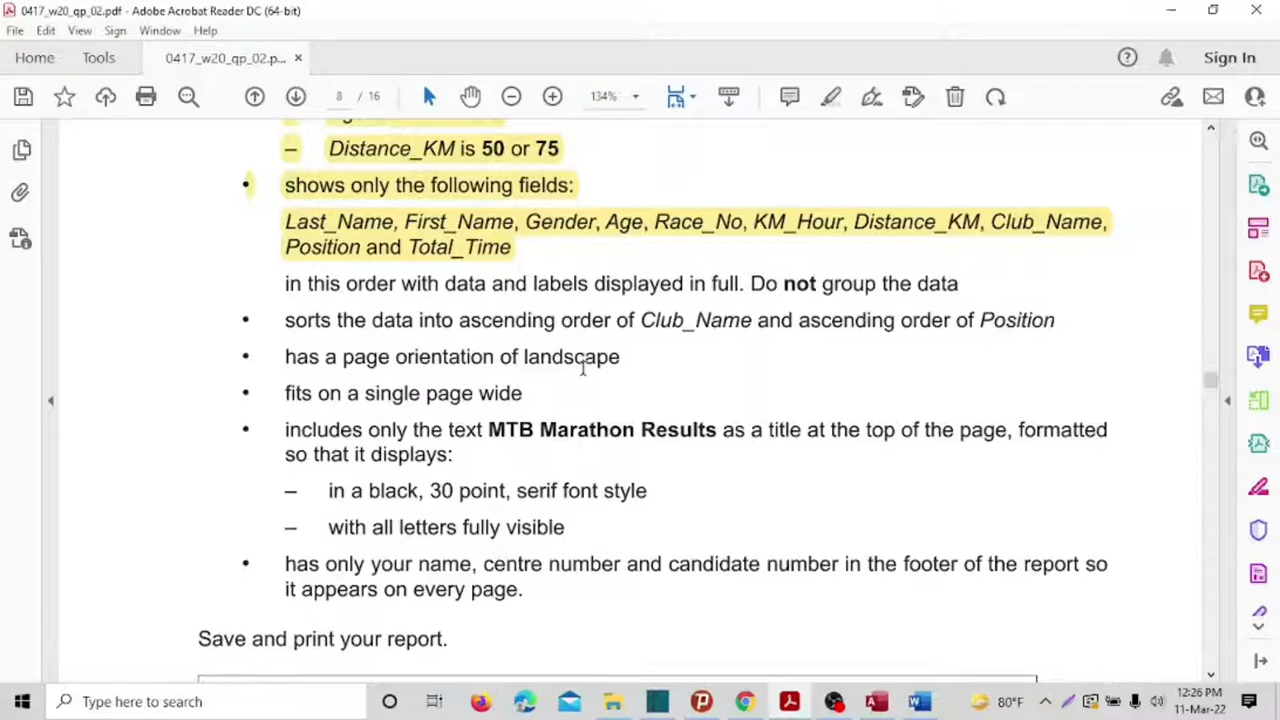 0417_w20_qp_02.pdf - Adobe Acrobat Reader DC (64-bit)
File Edit View Sign Window Help
Home Tools 0417_w20_qp_02.p... × Sign In
8 / 16 134%
– Distance_KM is 50 or 75
• shows only the following fields:
Last_Name, First_Name, Gender, Age, Race_No, KM_Hour, Distance_KM, Club_Name,
Position and Total_Time
in this order with data and labels displayed in full. Do not group the data
• sorts the data into ascending order of Club_Name and ascending order of Position
• has a page orientation of landscape
• fits on a single page wide
• includes only the text MTB Marathon Results as a title at the top of the page, formatted
so that it displays:
– in a black, 30 point, serif font style
– with all letters fully visible
• has only your name, centre number and candidate number in the footer of the report so
it appears on every page.
Save and print your report.
Type here to search
80°F
12:26 PM
11-Mar-22